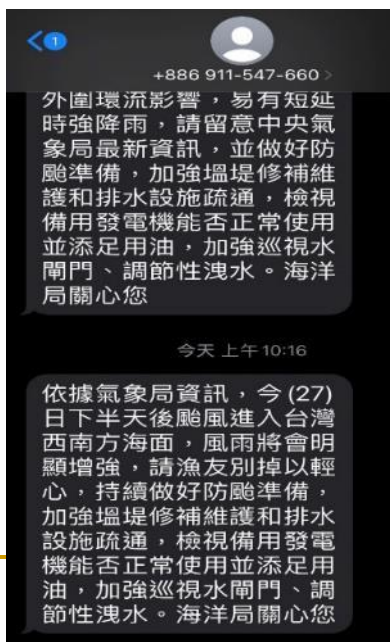 1
+886 911-547-660
外圍環流影響，易有短延
時強降雨，請留意中央氣
象局最新資訊，並做好防
颱準備，加強塭堤修補維
護和排水設施疏通，檢視
備用發電機能否正常使用
並添足用油，加強巡視水
閘門、調節性洩水。海洋
局關心您
今天 上午 10:16
依據氣象局資訊，今 (27)
日下半天後颱風進入台灣
西南方海面，風雨將會明
顯增強，請漁友別掉以輕
心，持續做好防颱準備，
加強塭堤修補維護和排水
設施疏通，檢視備用發電
機能否正常使用並添足用
油，加強巡視水閘門、調
節性洩水。海洋局關心您